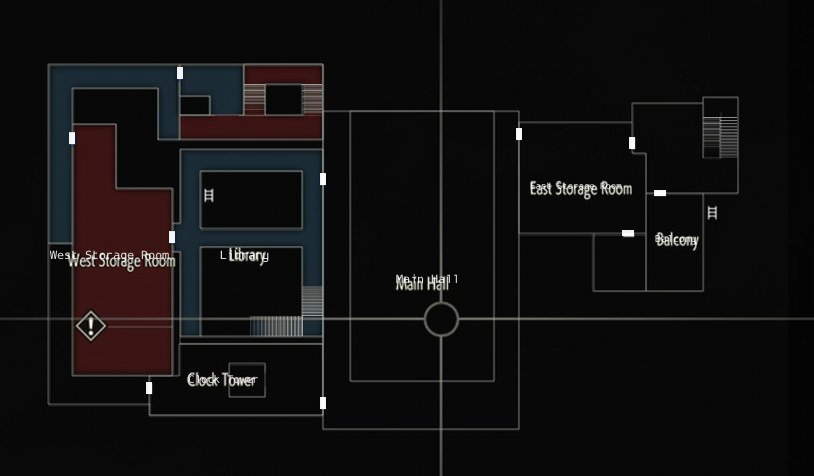 East Storage Room
West Storage Room
Library
Balcony
Main Hall
Clock Tower